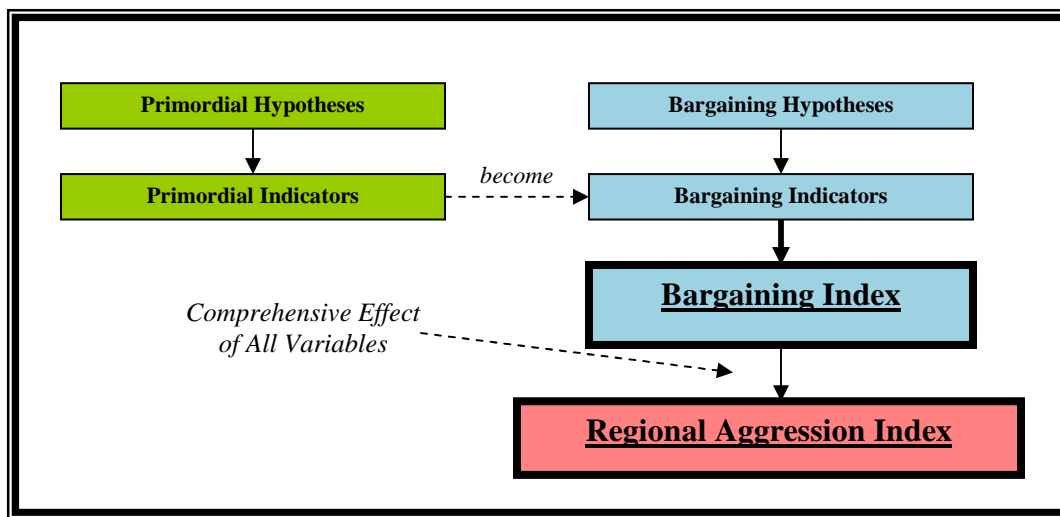 Primordial Hypotheses
Bargaining Hypotheses
Primordial Indicators
become
Bargaining Indicators
Bargaining Index
Comprehensive Effect
of All Variables
Regional Aggression Index